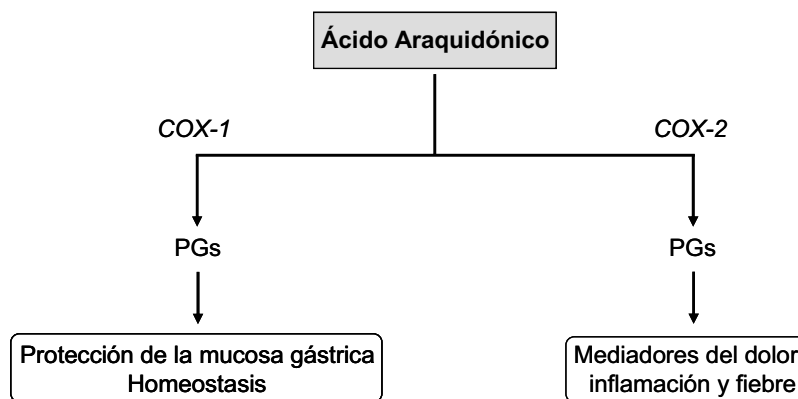 Ácido Araquidónico
COX-1
COX-2
PGs
PGs
Protección de la mucosa gástrica
Homeostasis
Mediadores del dolor
inflamación y fiebre